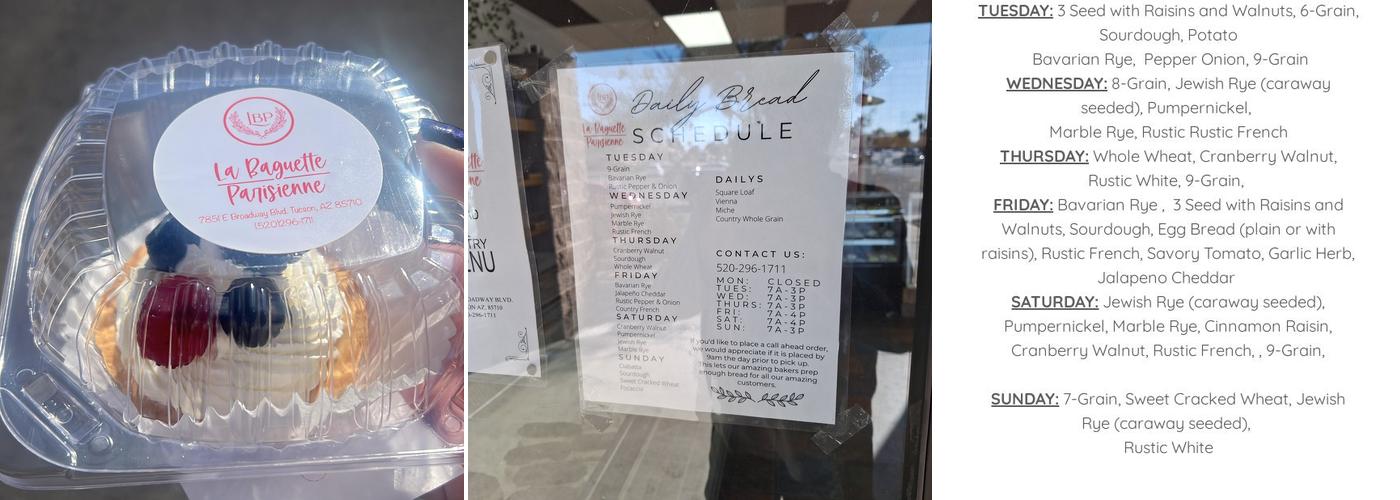 LBP
La Baguette
Parisienne
7851 E Broadway Blvd. Tucson, AZ 85710
(520)296-1711
NU
OADWAY BLVD.
ON AZ, 85710
Daily Bread
La Baguette
Parisienne
SCHEDULE
TUESDAY
9-Grain
Bavarian Rye
Rustic Pepper & Onion
WEDNESDAY
Pumpernickel
Jewish Rye
Marble Rye
Rustic French
THURSDAY
Cranberry Walnut
Sourdough
Whole Wheat
FRIDAY
Bavarian Rye
Jalapeño Cheddar
Rustic Pepper & Onion
Country French
SATURDAY
Cranberry Walnut
Pumpernickel
Jewish Rye
Marble Rye
SUNDAY
Ciabatta
Sourdough
Sweet Cracked Wheat
Focaccia
DAILYS
Square Loaf
Vienna
Miche
Country Whole Grain
CONTACT US:
520-296-1711
MON: CLOSED
TUES: 7A-3P
WED: 7A-3P
THURS: 7A-3P
FRI: 7A-4P
SAT: 7A-4P
SUN: 7A-3P
If you'd like to place a call ahead order,
we would appreciate if it is placed by
9am the day prior to pick up.
This lets our amazing bakers prep
enough bread for all our amazing
customers.
TUESDAY: 3 Seed with Raisins and Walnuts, 6-Grain,
Sourdough, Potato
Bavarian Rye, Pepper Onion, 9-Grain
WEDNESDAY: 8-Grain, Jewish Rye (caraway
seeded), Pumpernickel,
Marble Rye, Rustic Rustic French
THURSDAY: Whole Wheat, Cranberry Walnut,
Rustic White, 9-Grain,
FRIDAY: Bavarian Rye , 3 Seed with Raisins and
Walnuts, Sourdough, Egg Bread (plain or with
raisins), Rustic French, Savory Tomato, Garlic Herb,
Jalapeno Cheddar
SATURDAY: Jewish Rye (caraway seeded),
Pumpernickel, Marble Rye, Cinnamon Raisin,
Cranberry Walnut, Rustic French, , 9-Grain,
SUNDAY: 7-Grain, Sweet Cracked Wheat, Jewish
Rye (caraway seeded),
Rustic White